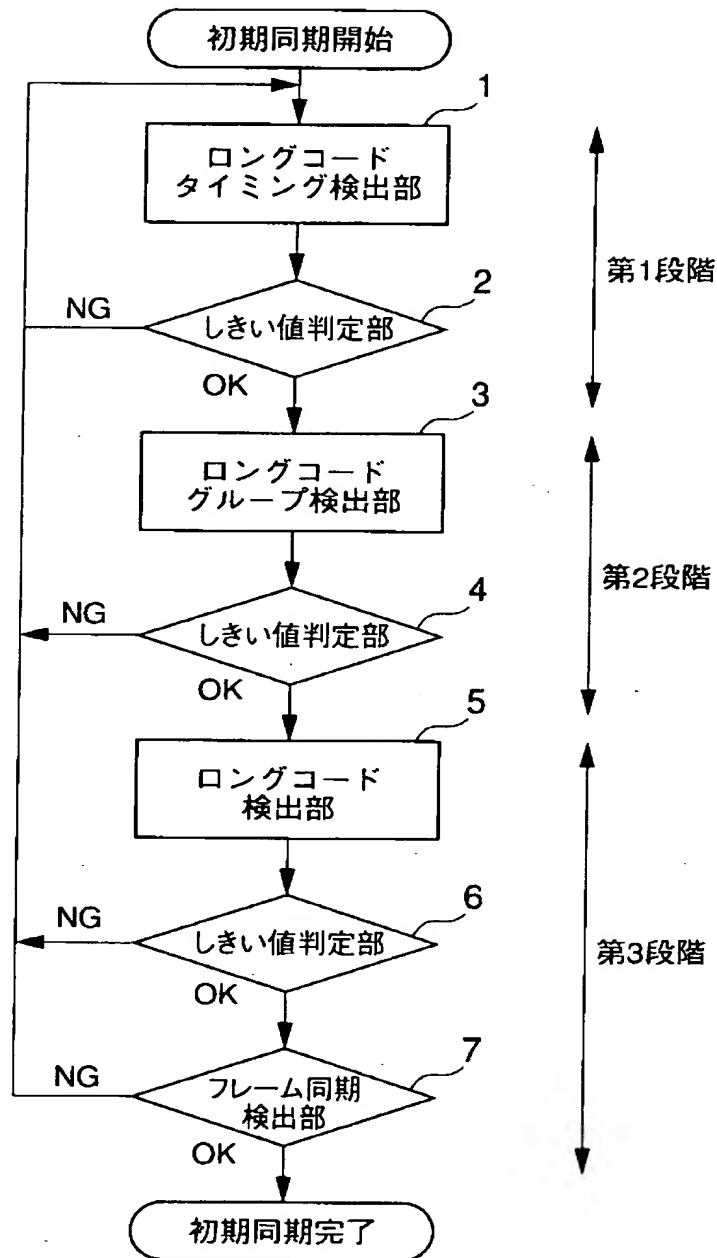 初期同期開始
1
ロングコード
タイミング検出部
第1段階
2
しきい値判定部
NG
OK
3
ロングコード
グループ検出部
第2段階
4
しきい値判定部
NG
OK
5
ロングコード
検出部
6
しきい値判定部
NG
OK
第3段階
7
フレーム同期
検出部
NG
OK
初期同期完了